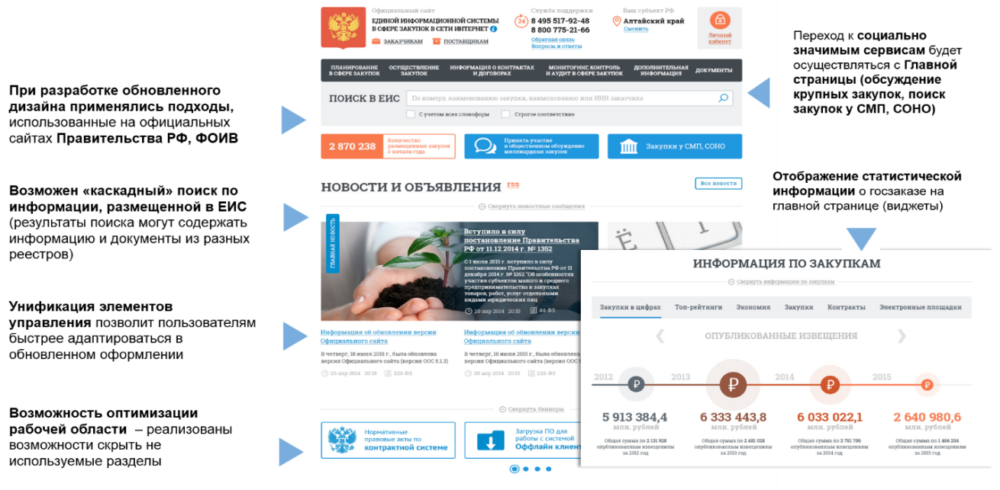 При разработке обновленного
дизайна применялись подходы,
использованные на официальных
сайтах Правительства РФ, ФОИВ
Возможен «каскадный» поиск по
информации, размещенной в ЕИС
(результаты поиска могут содержать
информацию и документы из разных
реестров)
Унификация элементов
управления позволит пользователям
быстрее адаптироваться в
обновленном оформлении
Возможность оптимизации
рабочей области – реализованы
возможности скрыть не
используемые разделы
Официальный сайт
ЕДИНОЙ ИНФОРМАЦИОННОЙ СИСТЕМЫ
В СФЕРЕ ЗАКУПОК В СЕТИ ИНТЕРНЕТ
ЗАКАЗЧИКАМ
ПОСТАВЩИКАМ
Служба поддержки
24
8 495 517-92-48
8 800 775-21-66
Обратная связь
Вопросы и ответы
Ваш субъект РФ
Алтайский край
Сменить
Личный
кабинет
ПЛАНИРОВАНИЕ
В СФЕРЕ ЗАКУПОК
ОСУЩЕСТВЛЕНИЕ
ЗАКУПОК
ИНФОРМАЦИЯ О КОНТРАКТАХ
И ДОГОВОРАХ
МОНИТОРИНГ, КОНТРОЛЬ
И АУДИТ В СФЕРЕ ЗАКУПОК
ДОПОЛНИТЕЛЬНАЯ
ИНФОРМАЦИЯ
ДОКУМЕНТЫ
ПОИСК В ЕИС
По номеру, наименованию закупки, наименованию или ИНН заказчика
С учетом всех словоформ
Строгое соответствие
2 870 238
Количество
размещенных закупок
с начала года
Принять участие
в общественном обсуждение
миллиардных закупок
Закупки у СМП, СОНО
НОВОСТИ И ОБЪЯВЛЕНИЯ rss
Все новости
Свернуть новостные сообщения
ГЛАВНАЯ НОВОСТЬ
Вступило в силу
постановление Правительства
РФ от 11.12.2014 г. № 1352
С 1 июля 2015 г. вступило в силу
постановление Правительства РФ от 11
декабря 2014 г. № 1352 "Об особенностях
участия субъектов малого и среднего
предпринимательства в закупках
товаров, работ, услуг отдельными
видами юридических лиц
20 апр 2014 20:35 44-ФЗ
Ё
Информация об обновлении версии
Официального сайта
В четверг, 18 июня 2015 г., была обновлена
версия Официального сайта (версия ООС 5.1.2)
20 апр 2014 20:35 223-ФЗ
Информация об обновлении версии
Официального сайта
В четверг, 18 июня 2015 г., была обновлена
версия Официального сайта (версия ООС
20 апр 2014 20:35 223-ФЗ
Свернуть баннеры
Нормативные
правовые акты по
контрактной системе
Загрузка ПО для
работы с системой
Оффлайн клиент
Переход к социально
значимым сервисам будет
осуществляться с Главной
страницы (обсуждение
крупных закупок, поиск
закупок у СМП, СОНО)
Отображение статистической
информации о госзаказе на
главной странице (виджеты)
ИНФОРМАЦИЯ ПО ЗАКУПКАМ
Свернуть информацию по закупкам
Закупки в цифрах
Топ-рейтинги
Экономия
Закупки
Контракты
Электронные площадки
ОПУБЛИКОВАННЫЕ ИЗВЕЩЕНИЯ
2012
2013
2014
2015
5 913 384,4
млн. рублей
Общая сумма по 2 131 928
опубликованным извещениям
за 2012 год
6 333 443,8
млн. рублей
Общая сумма по 2 481 028
опубликованным извещениям
за 2013 год
6 033 022,1
млн. рублей
Общая сумма по 2 781 706
опубликованным извещениям
за 2014 год
2 640 980,6
млн. рублей
Общая сумма по 1 466 254
опубликованным извещениям
за 2015 год